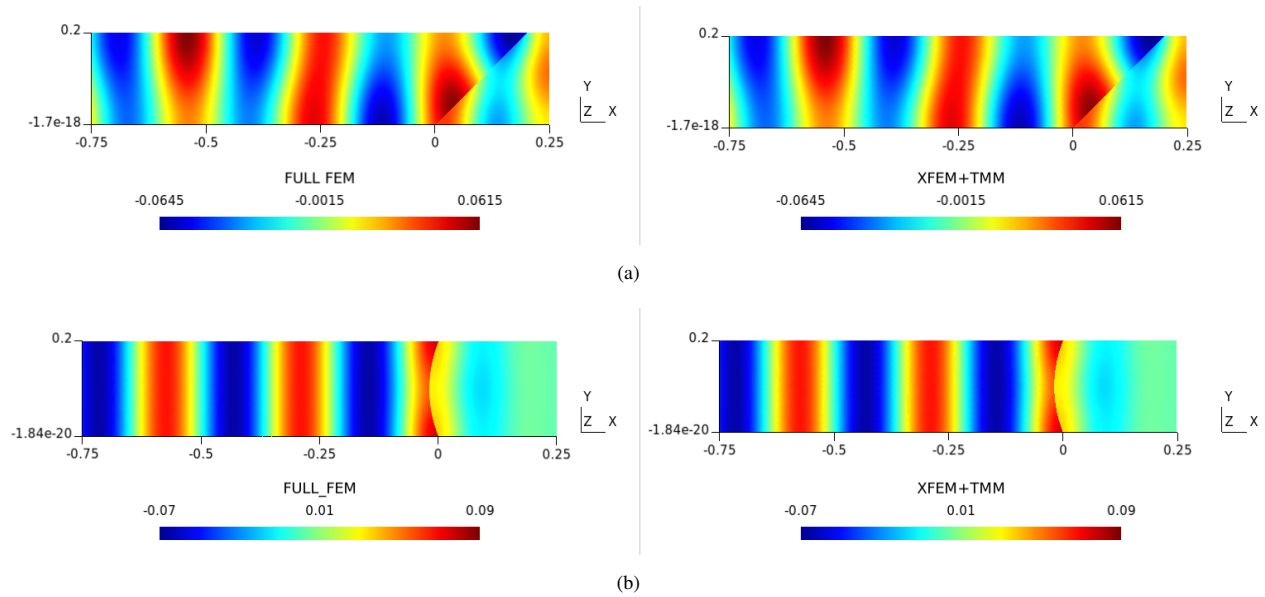 0.2
-1.7e-18
-0.75 -0.5 -0.25 0 0.25
Y
Z X
FULL FEM
-0.0645 -0.0015 0.0615
0.2
-1.7e-18
-0.75 -0.5 -0.25 0 0.25
Y
Z X
XFEM+TMM
-0.0645 -0.0015 0.0615
(a)
0.2
-1.84e-20
-0.75 -0.5 -0.25 0 0.25
Y
Z X
FULL_FEM
-0.07 0.01 0.09
0.2
-1.84e-20
-0.75 -0.5 -0.25 0 0.25
Y
Z X
XFEM+TMM
-0.07 0.01 0.09
(b)